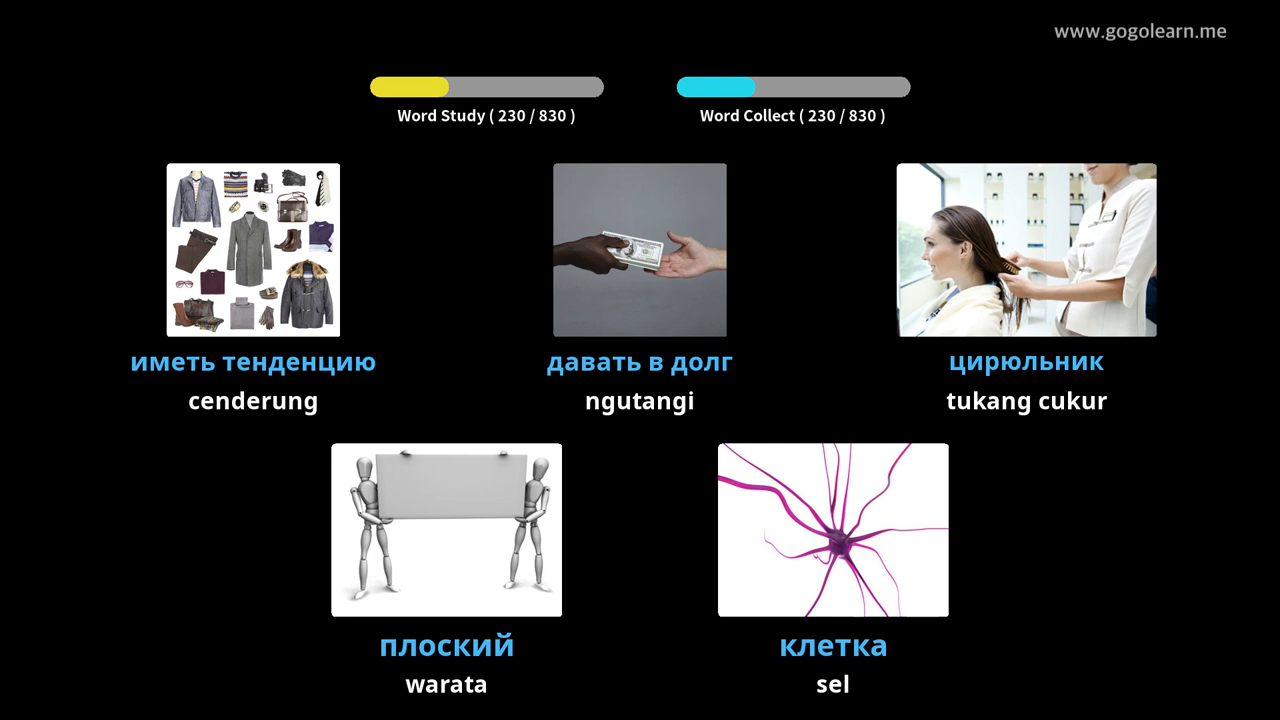 www.gogolearn.me
Word Study ( 230 / 830 )
Word Collect ( 230 / 830 )
иметь тенденцию
cenderung
давать в долг
ngutangi
цирюльник
tukang cukur
плоский
warata
клетка
sel